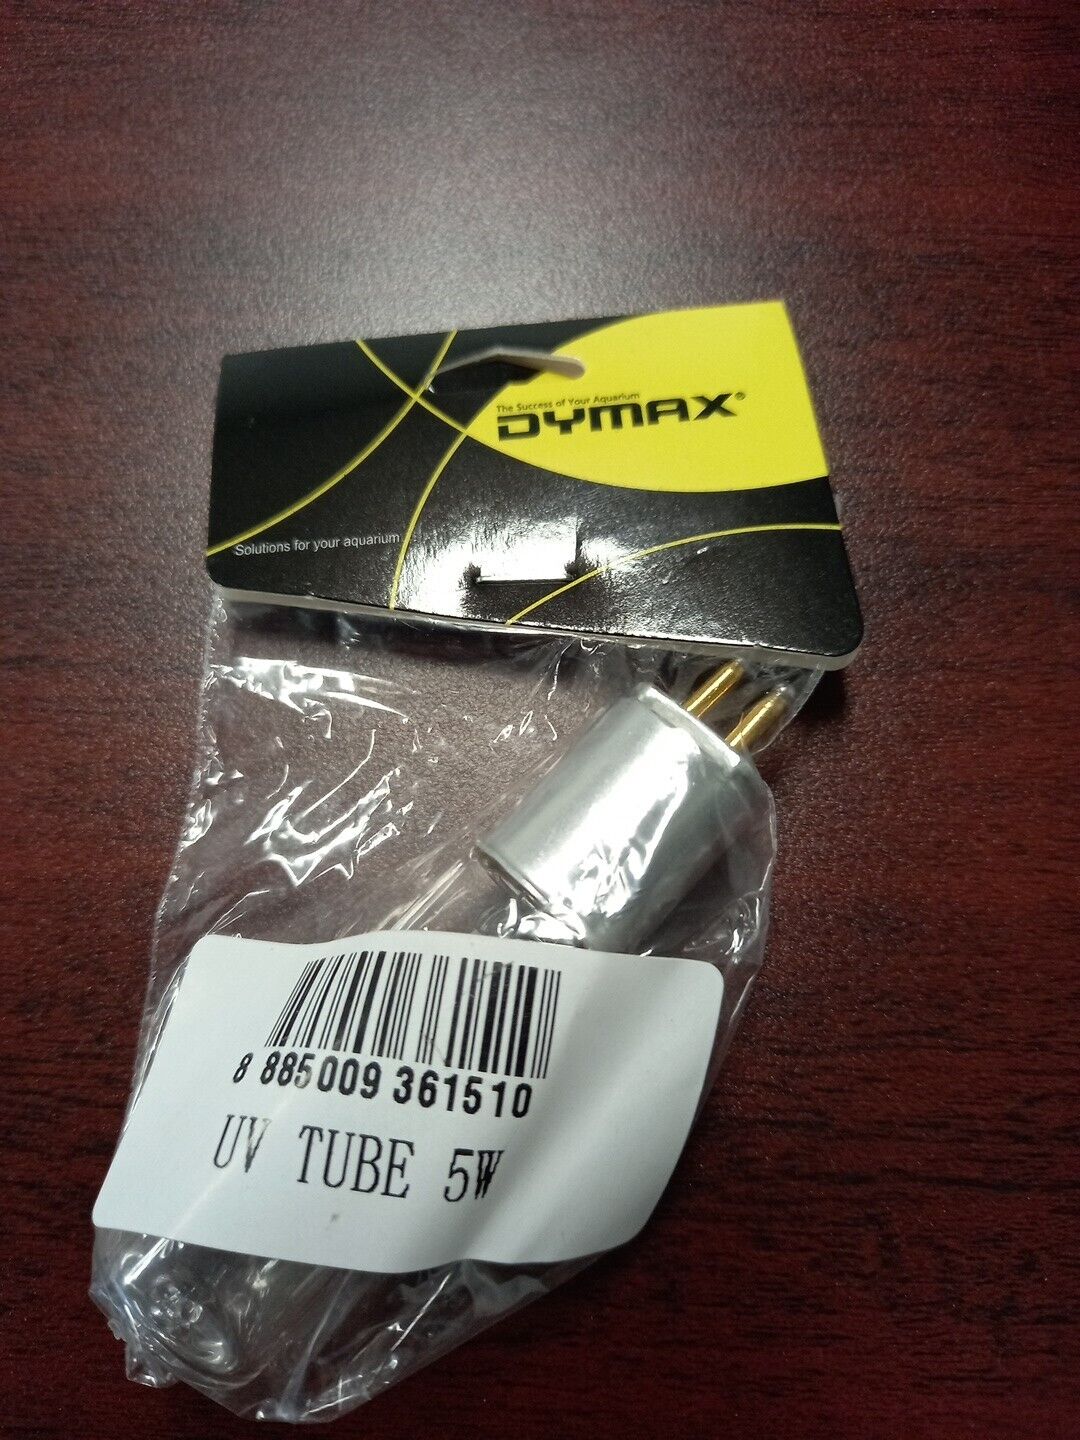 The Success of Your Aquarium
DYMAX®
Solutions for your aquarium
8 885009 361510
UV TUBE 5W